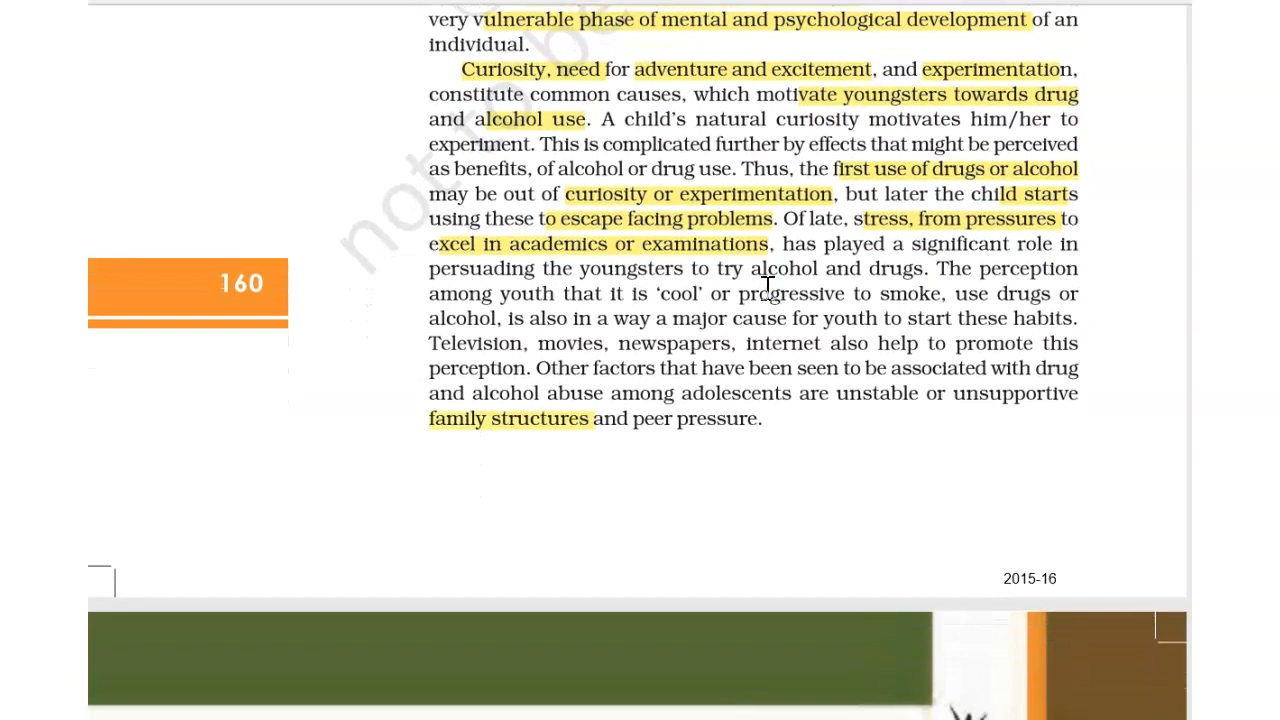 very vulnerable phase of mental and psychological development of an
individual.
Curiosity, need for adventure and excitement, and experimentation,
constitute common causes, which motivate youngsters towards drug
and alcohol use. A child's natural curiosity motivates him/her to
experiment. This is complicated further by effects that might be perceived
as benefits, of alcohol or drug use. Thus, the first use of drugs or alcohol
may be out of curiosity or experimentation, but later the child starts
using these to escape facing problems. Of late, stress, from pressures to
excel in academics or examinations, has played a significant role in
persuading the youngsters to try alcohol and drugs. The perception
among youth that it is 'cool' or progressive to smoke, use drugs or
alcohol, is also in a way a major cause for youth to start these habits.
Television, movies, newspapers, internet also help to promote this
perception. Other factors that have been seen to be associated with drug
and alcohol abuse among adolescents are unstable or unsupportive
family structures and peer pressure.
160
not to be
2015-16